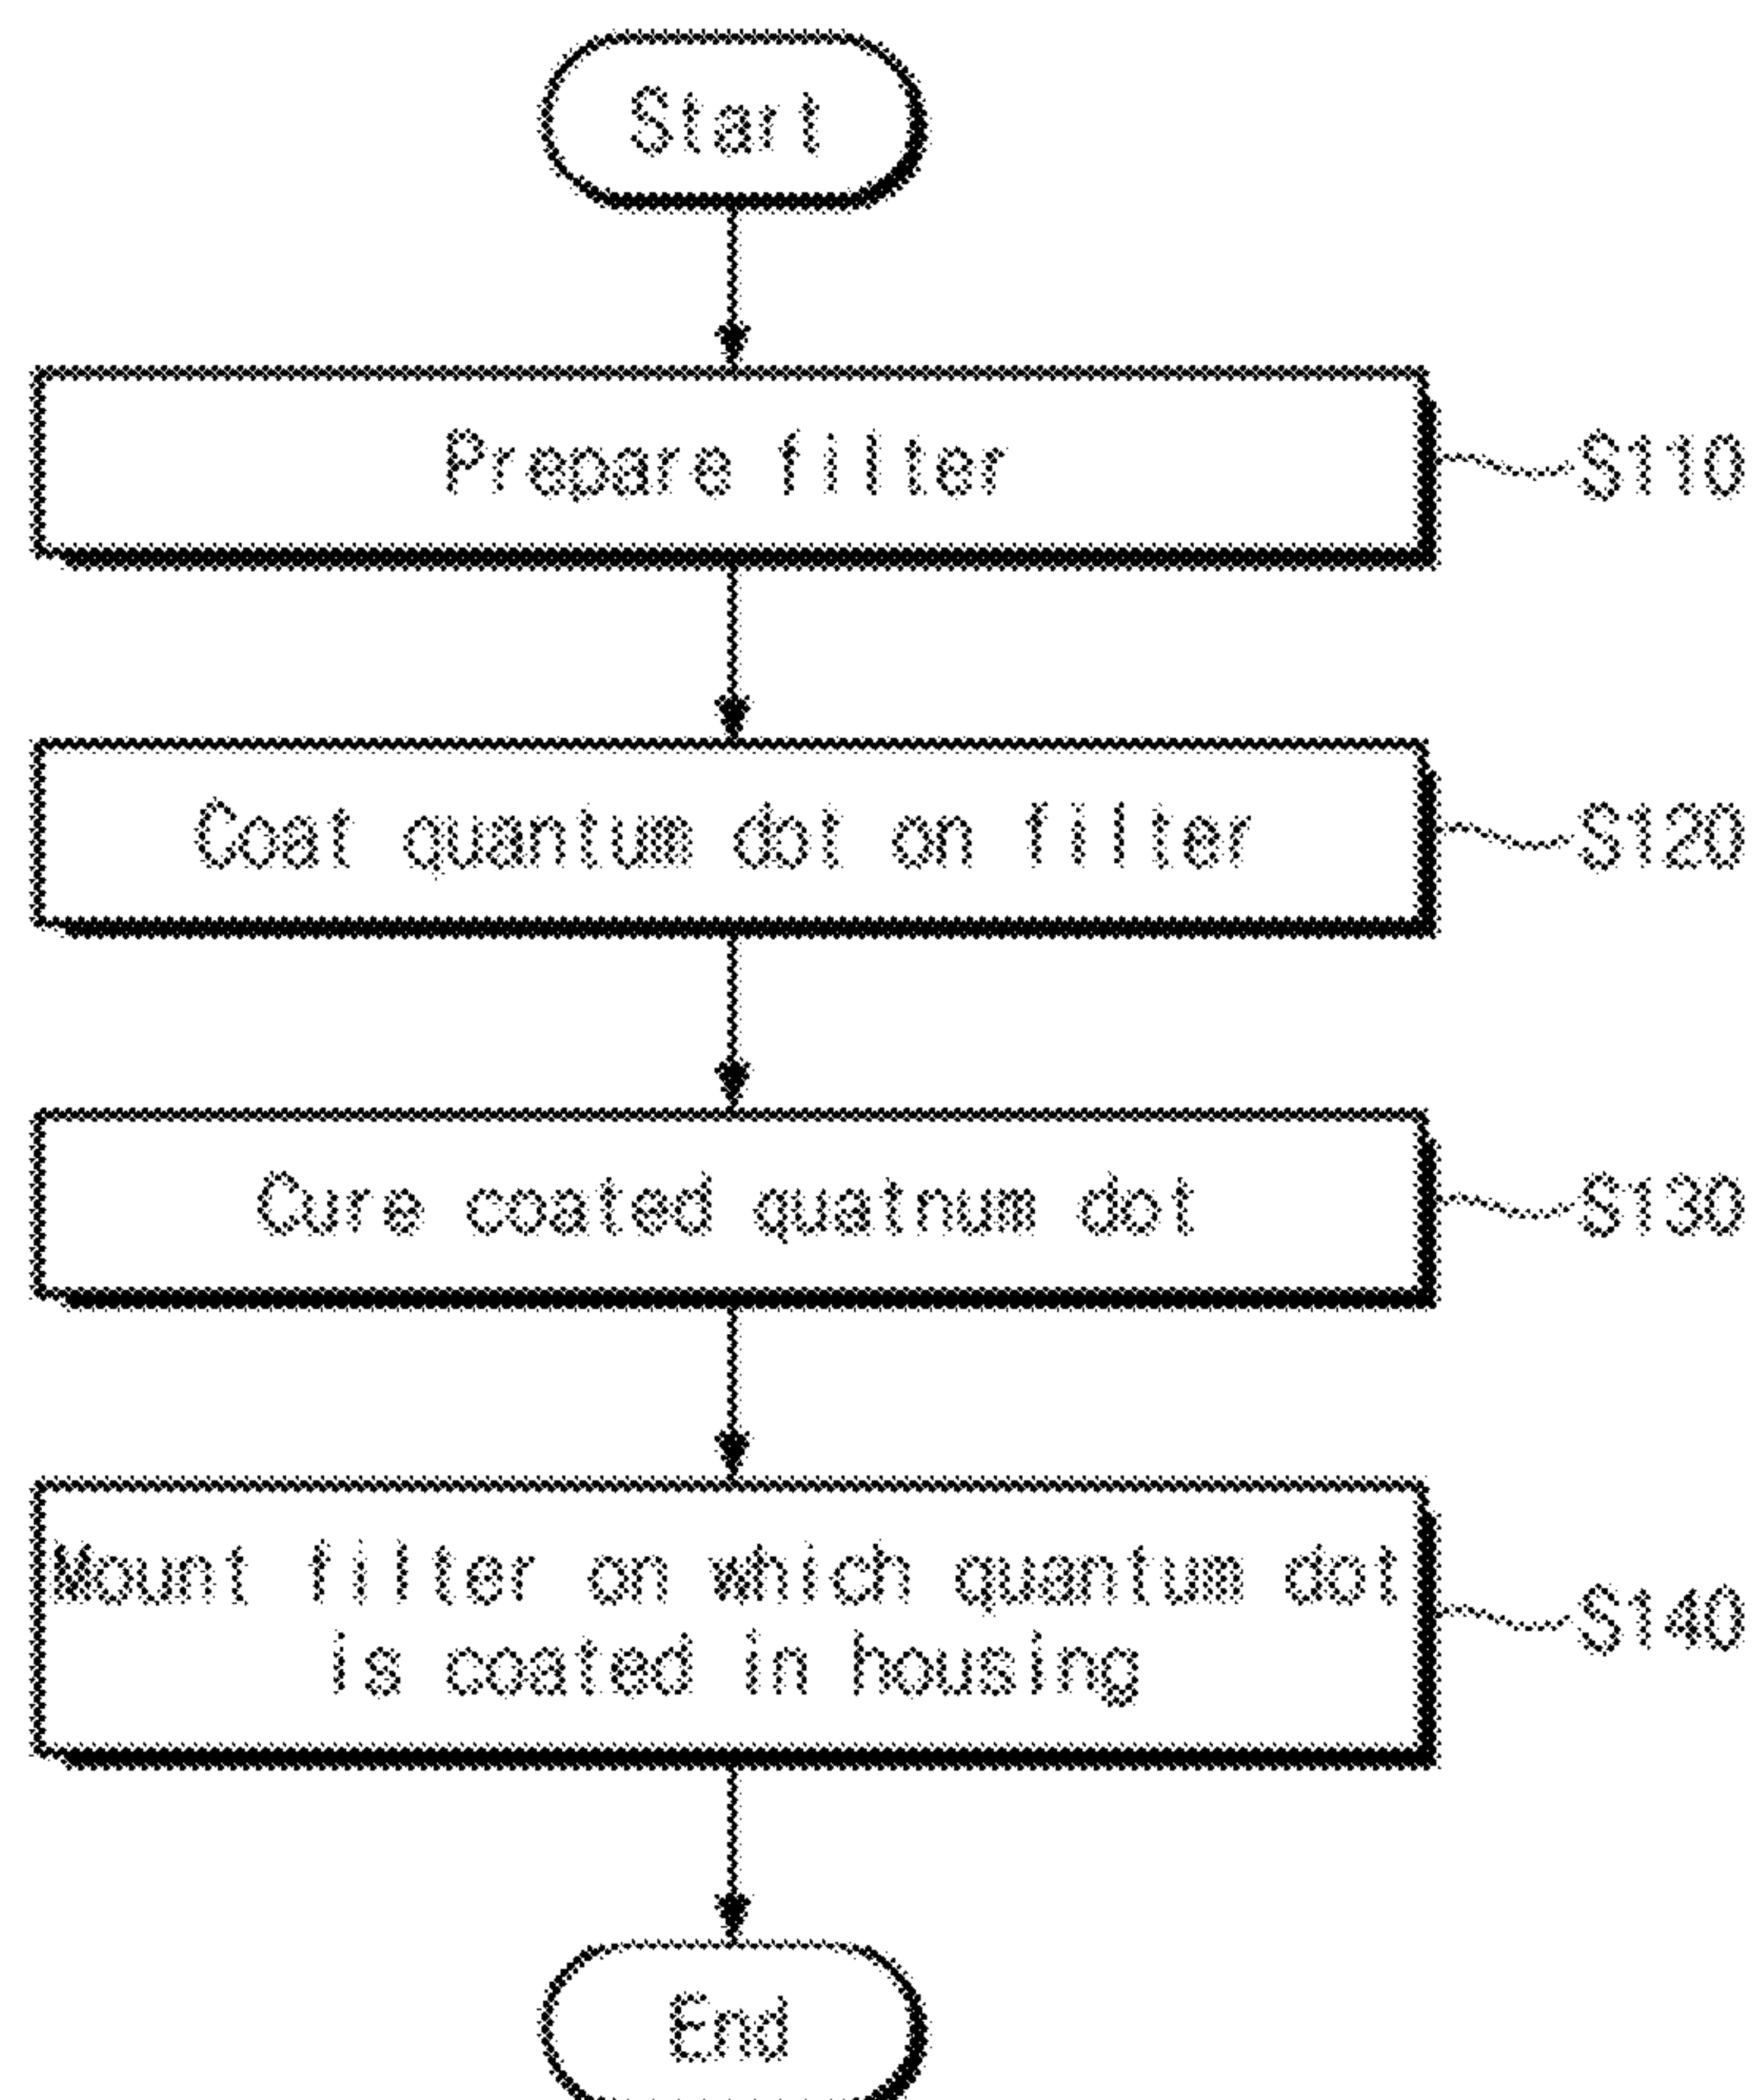 Start
Prepare filter
S110
Coat quantum dot on filter
S120
Cure coated quatnum dot
S130
Mount filter on which quantum dot
is coated in housing
S140
End